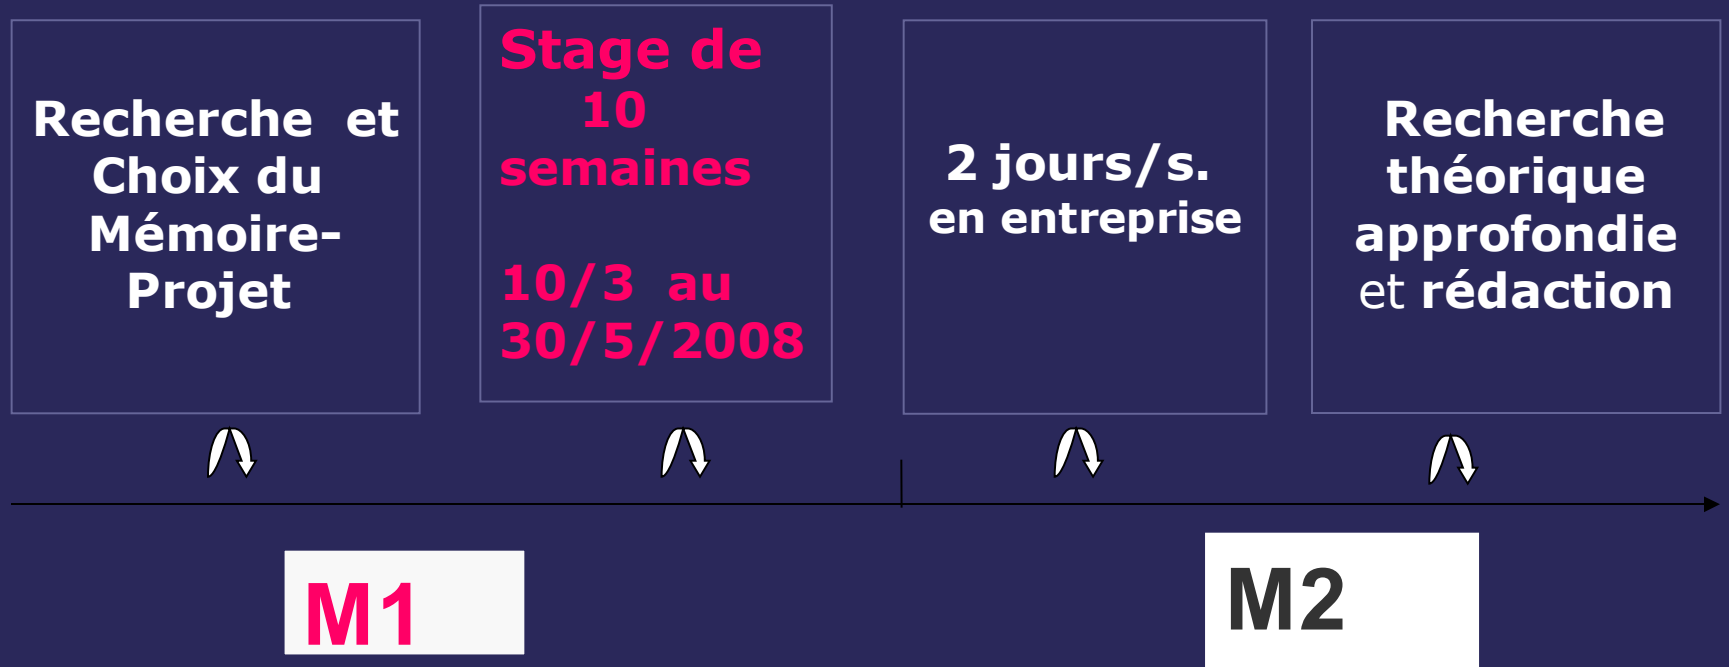 Recherche et
Choix du
Mémoire-
Projet
Stage de
10
semaines
10/3 au
30/5/2008
2 jours/s.
en entreprise
Recherche
théorique
approfondie
et rédaction
M1
M2